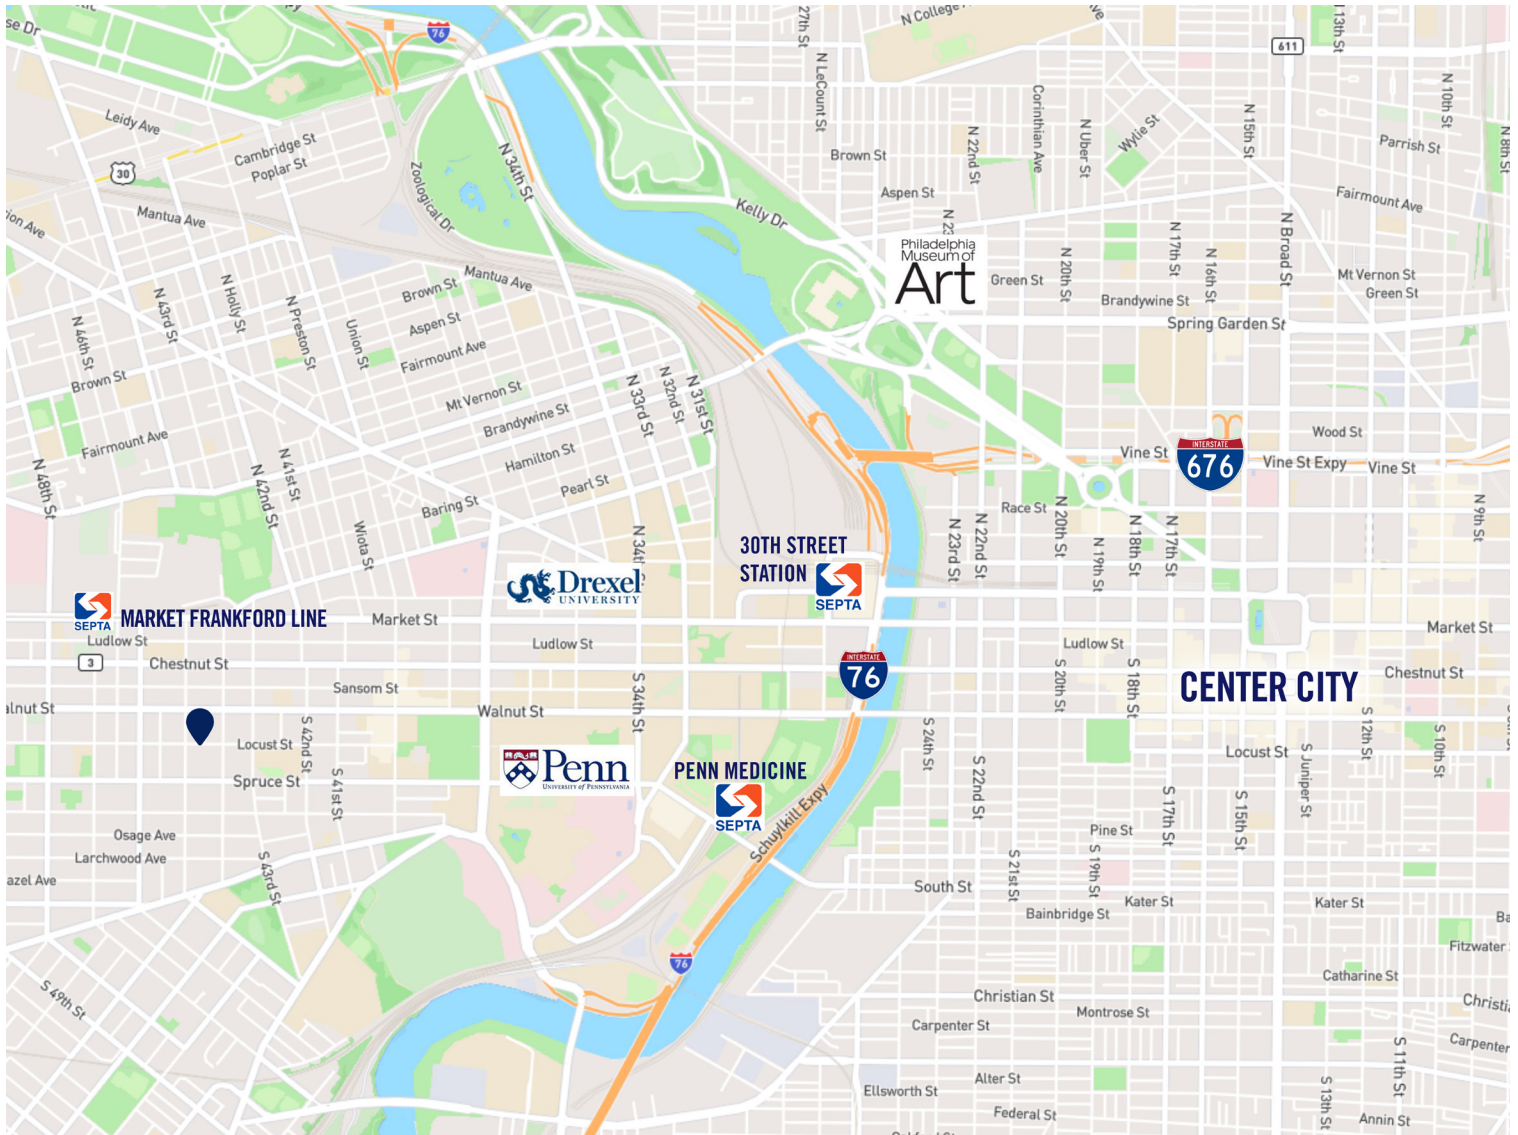 se Dr
76
27th St
N LeCount St
N 13th St
611
N 10th St
N 15th St
Corinthian Ave
N Uber St
Wylie St
N 22nd St
Parrish St
N 8th St
Leidy Ave
Cambridge St
Poplar St
30
Zoological Dr
N 34th St
Brown St
Aspen St
Fairmount Ave
Mantua Ave
Kelly Dr
N 23
Philadelphia
Museum of
Art
Green St
N 20th St
N 17th St
N 16th St
N Broad St
Mt Vernon St
Green St
Brandywine St
Spring Garden St
Mantua Ave
N Holly St
N 43rd St
N Preston St
Union St
N 46th St
Brown St
Aspen St
Fairmount Ave
Brown St
Mt Vernon St
Brandywine St
N 33rd St
N 32nd St
N 31st St
Fairmount Ave
Hamilton St
Pearl St
N 48th St
N 42nd St
N 41st St
Baring St
Wiota St
Vine St
INTERSTATE
676
Wood St
Vine St Expy
Vine St
Race St
N 23rd St
N 22nd St
N 20th St
N 19th St
N 18th St
N 17th St
N 9th St
30TH STREET
STATION
SEPTA
Drexel
UNIVERSITY
SEPTA
MARKET FRANKFORD LINE
Market St
Market St
Ludlow St
Ludlow St
Ludlow St
3
Chestnut St
Chestnut St
INTERSTATE
76
CENTER CITY
S 20th St
S 18th St
Sansom St
S 34th St
alnut St
Walnut St
Locust St
S 42nd St
Spruce St
S 41st St
Penn
UNIVERSITY of PENNSYLVANIA
PENN MEDICINE
SEPTA
Schuylkill Expy
S 24th St
S 22nd St
Locust St
S Juniper St
S 12th St
S 10th St
S 17th St
S 15th St
Pine St
S 19th St
S 21st St
Osage Ave
Larchwood Ave
S 43rd St
azel Ave
South St
Kater St
Kater St
Bainbridge St
Fitzwater
76
Catharine St
S 49th St
Christian St
Montrose St
Carpenter St
Carpenter
S 11th St
Ellsworth St
Alter St
Federal St
S 13th St
Annin St